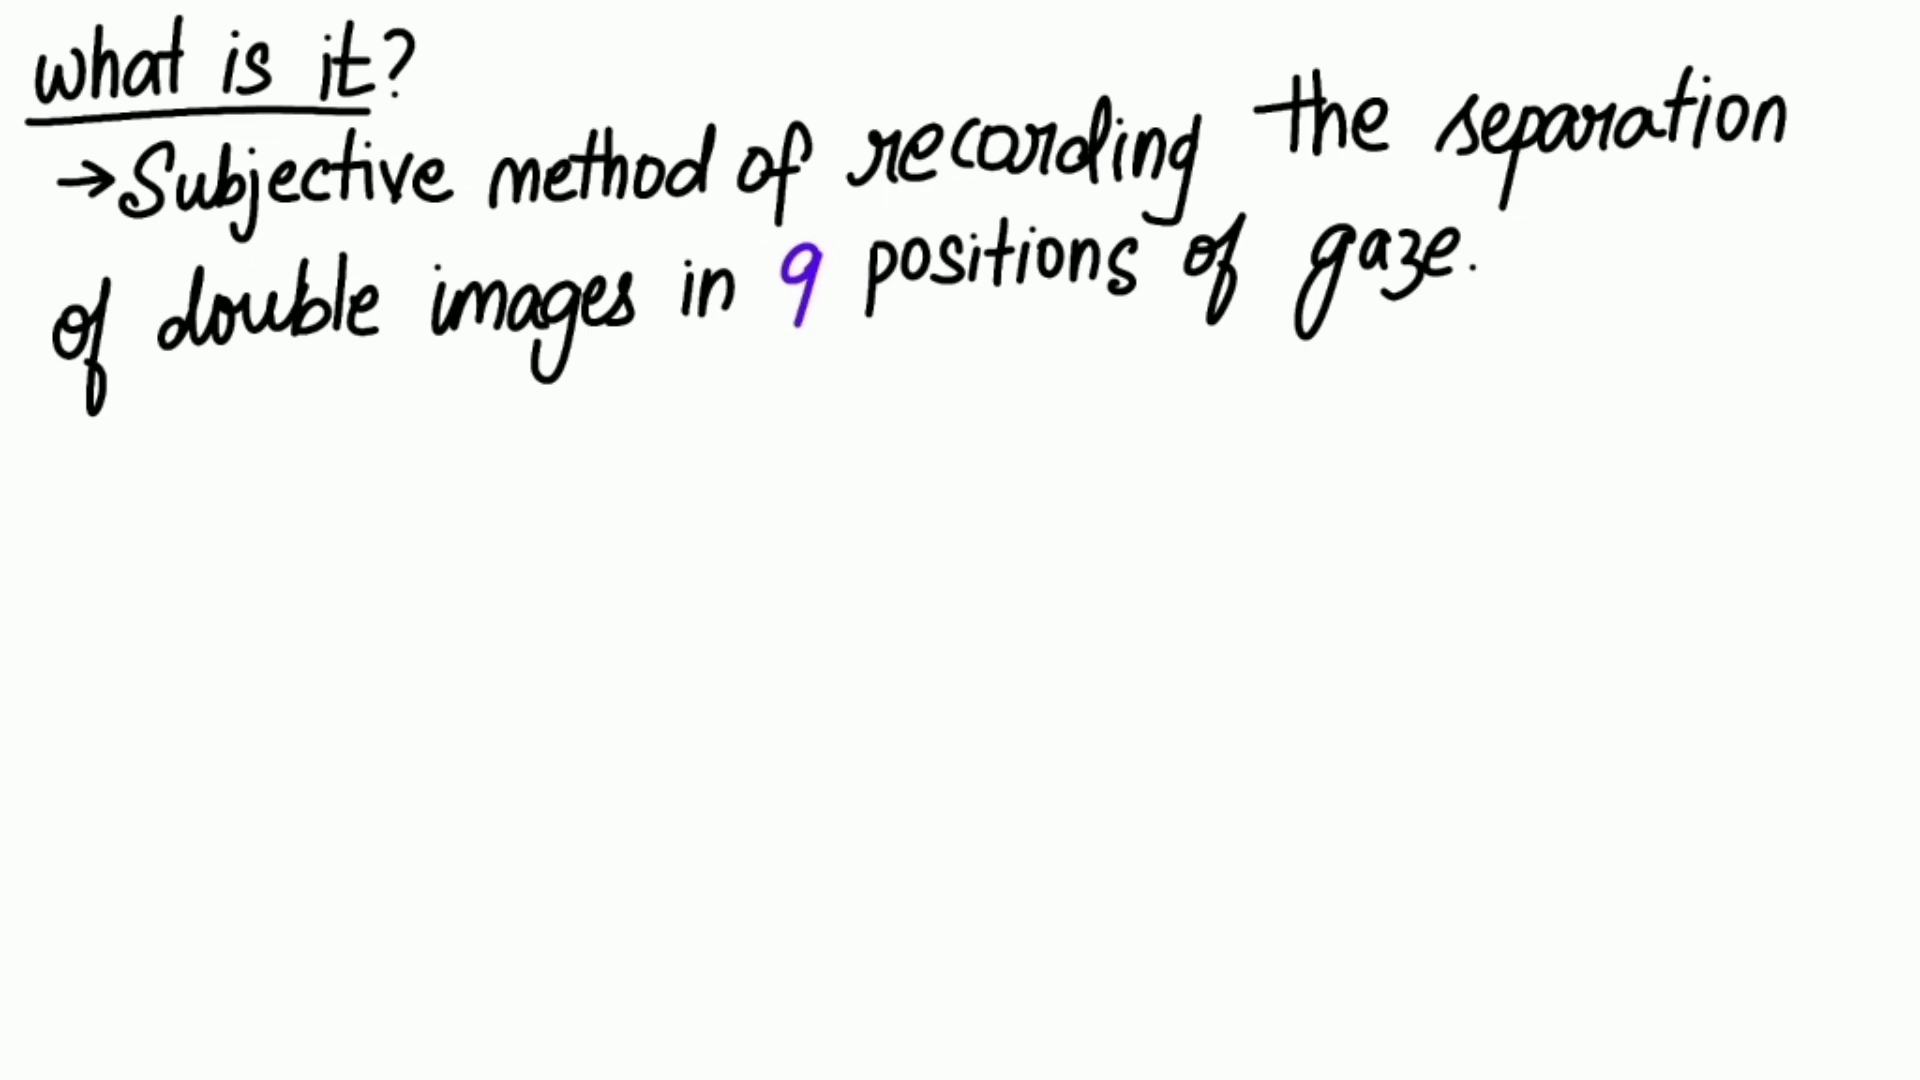 what is it?
→Subjective method of recording the separation
of double images in 9 positions of gaze.